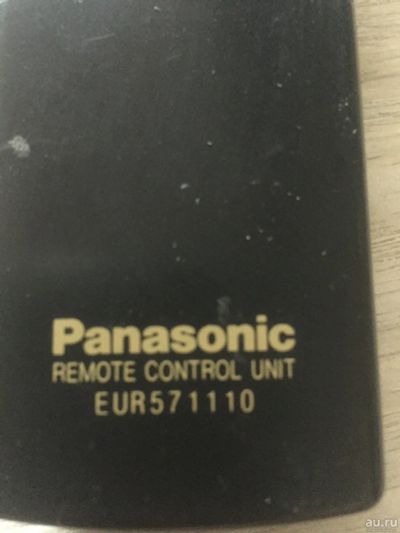 Panasonic
REMOTE CONTROL UNIT
EUR571110
au.ru